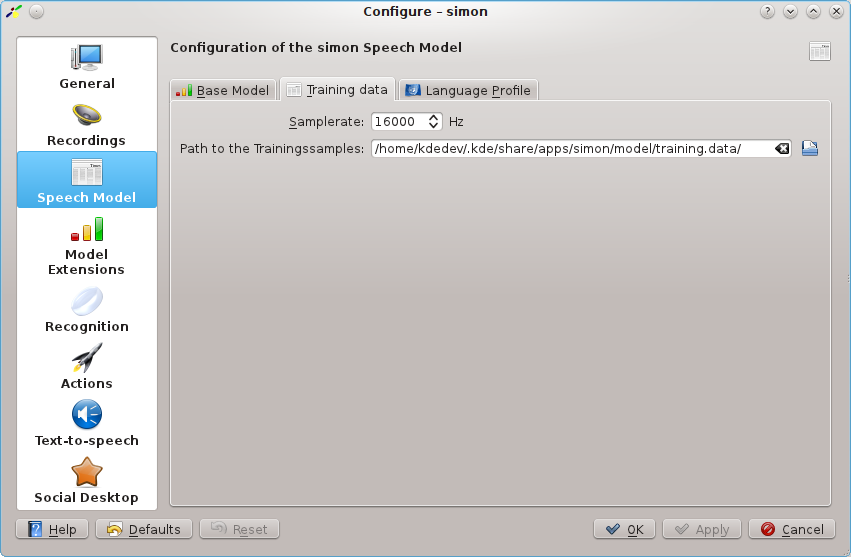 Configure – simon
Configuration of the simon Speech Model
General
Recordings
Speech Model
Model
Extensions
Recognition
Actions
Text-to-speech
Social Desktop
Base Model Training data Language Profile
Samplerate: 16000 Hz
Path to the Trainingssamples: /home/kdedev/.kde/share/apps/simon/model/training.data/
Help Defaults Reset OK Apply Cancel